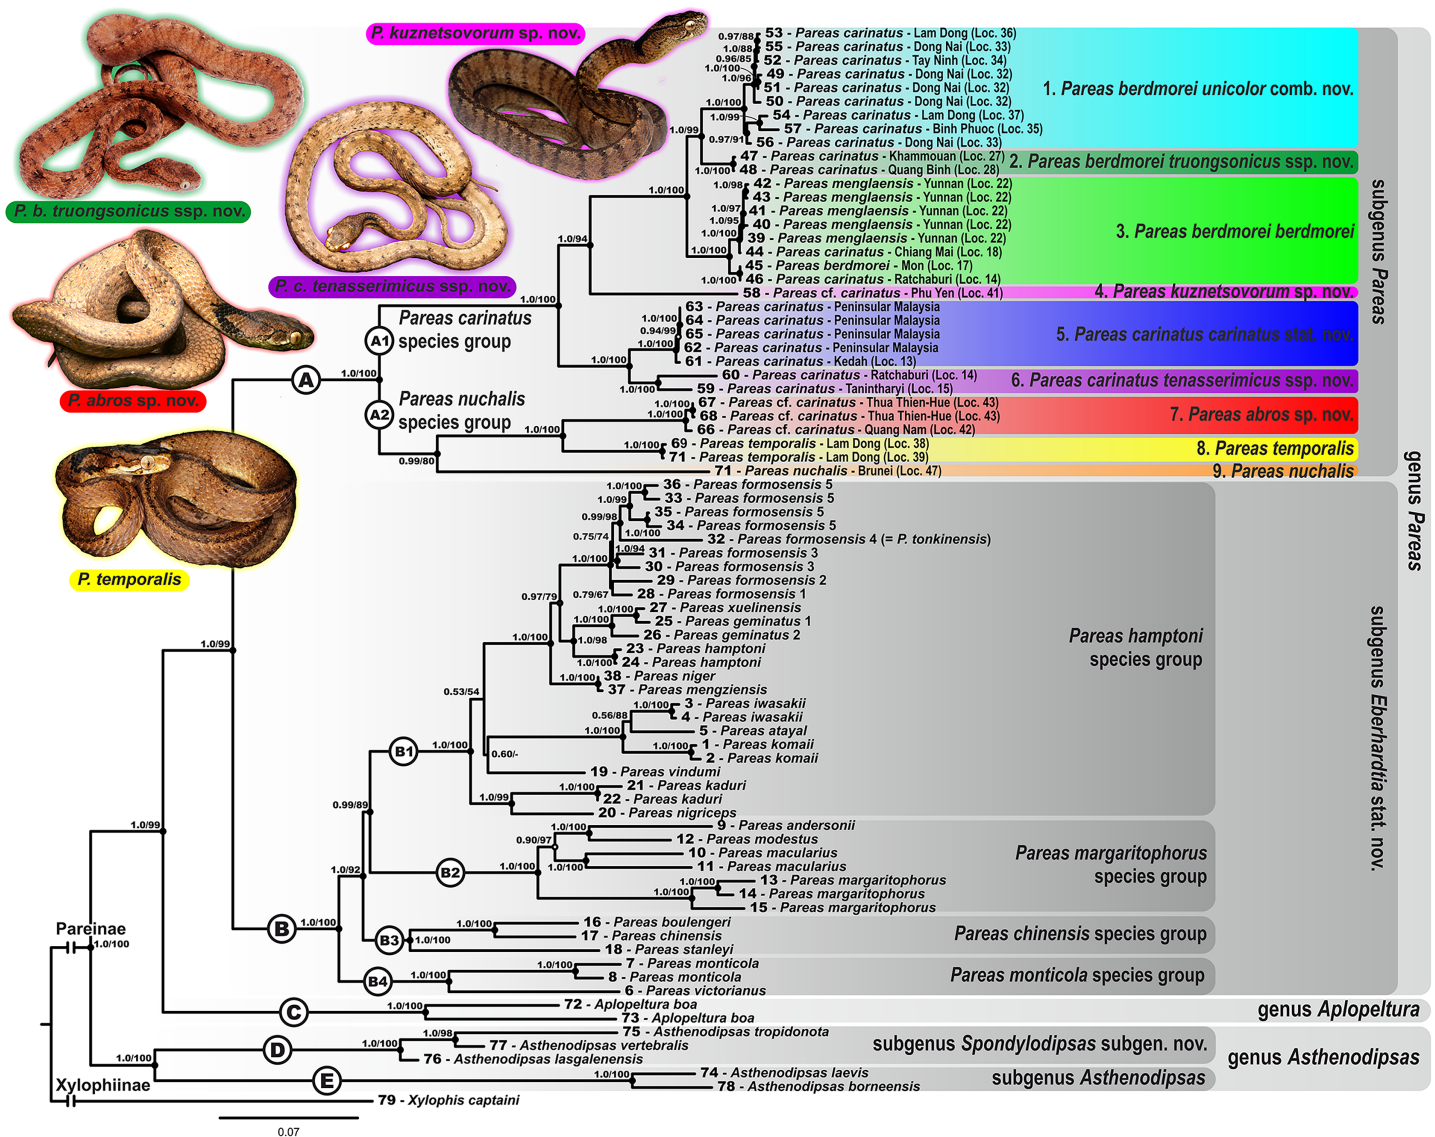 P. kuznetsovorum sp. nov.
P. b. truongsonicus ssp. nov.
P. c. tenasserimicus ssp. nov.
P. abros sp. nov.
P. temporalis
53 - Pareas carinatus - Lam Dong (Loc. 36)
55 - Pareas carinatus - Dong Nai (Loc. 33)
52 - Pareas carinatus - Tay Ninh (Loc. 34)
49 - Pareas carinatus - Dong Nai (Loc. 32)
51 - Pareas carinatus - Dong Nai (Loc. 32)
50 - Pareas carinatus - Dong Nai (Loc. 32)
54 - Pareas carinatus - Lam Dong (Loc. 37)
57 - Pareas carinatus - Binh Phuoc (Loc. 35)
56 - Pareas carinatus - Dong Nai (Loc. 33)
1. Pareas berdmorei unicolor comb. nov.
47 - Pareas carinatus - Khammouan (Loc. 27)
48 - Pareas carinatus - Quang Binh (Loc. 28)
2. Pareas berdmorei truongsonicus ssp. nov.
42 - Pareas menglaensis - Yunnan (Loc. 22)
43 - Pareas menglaensis - Yunnan (Loc. 22)
41 - Pareas menglaensis - Yunnan (Loc. 22)
40 - Pareas menglaensis - Yunnan (Loc. 22)
39 - Pareas menglaensis - Yunnan (Loc. 22)
44 - Pareas carinatus - Chiang Mai (Loc. 18)
45 - Pareas berdmorei - Mon (Loc. 17)
46 - Pareas carinatus - Ratchaburi (Loc. 14)
3. Pareas berdmorei berdmorei
58 - Pareas cf. carinatus - Phu Yen (Loc. 41)
4. Pareas kuznetsovorum sp. nov.
63 - Pareas carinatus - Peninsular Malaysia
64 - Pareas carinatus - Peninsular Malaysia
65 - Pareas carinatus - Peninsular Malaysia
62 - Pareas carinatus - Peninsular Malaysia
61 - Pareas carinatus - Kedah (Loc. 13)
5. Pareas carinatus carinatus stat. nov.
60 - Pareas carinatus - Ratchaburi (Loc. 14)
59 - Pareas carinatus - Tanintharyi (Loc. 15)
6. Pareas carinatus tenasserimicus ssp. nov.
67 - Pareas cf. carinatus - Thua Thien-Hue (Loc. 43)
68 - Pareas cf. carinatus - Thua Thien-Hue (Loc. 43)
66 - Pareas cf. carinatus - Quang Nam (Loc. 42)
7. Pareas abros sp. nov.
69 - Pareas temporalis - Lam Dong (Loc. 38)
71 - Pareas temporalis - Lam Dong (Loc. 39)
8. Pareas temporalis
71 - Pareas nuchalis - Brunei (Loc. 47)
9. Pareas nuchalis
subgenus Pareas
genus Pareas
0.97/88
1.0/88
0.96/85
1.0/100
1.0/96
1.0/100
1.0/99
0.97/91
1.0/99
1.0/100
1.0/100
1.0/98
1.0/97
1.0/95
1.0/100
1.0/100
1.0/100
1.0/94
1.0/100
1.0/100
0.94/99
1.0/100
1.0/100
1.0/100
A1
Pareas carinatus
species group
A
1.0/100
A2
Pareas nuchalis
species group
1.0/100
1.0/100
1.0/100
1.0/100
0.99/80
36 - Pareas formosensis 5
33 - Pareas formosensis 5
35 - Pareas formosensis 5
34 - Pareas formosensis 5
32 - Pareas formosensis 4 (= P. tonkinensis)
31 - Pareas formosensis 3
30 - Pareas formosensis 3
29 - Pareas formosensis 2
28 - Pareas formosensis 1
27 - Pareas xuelinensis
25 - Pareas geminatus 1
26 - Pareas geminatus 2
23 - Pareas hamptoni
24 - Pareas hamptoni
38 - Pareas niger
37 - Pareas mengziensis
3 - Pareas iwasakii
4 - Pareas iwasakii
5 - Pareas atayal
1 - Pareas komaii
2 - Pareas komaii
19 - Pareas vindumi
21 - Pareas kaduri
22 - Pareas kaduri
20 - Pareas nigriceps
Pareas hamptoni
species group
1.0/100
1.0/99
0.99/98
1.0/100
0.75/74
1.0/94
1.0/100
0.79/67
0.97/79
1.0/100
1.0/100
1.0/98
1.0/100
1.0/100
1.0/100
0.53/54
1.0/100
0.56/88
1.0/100
1.0/100
0.60/-
B1
1.0/100
1.0/99
1.0/100
1.0/99
0.99/89
9 - Pareas andersonii
12 - Pareas modestus
10 - Pareas macularius
11 - Pareas macularius
13 - Pareas margaritophorus
14 - Pareas margaritophorus
15 - Pareas margaritophorus
Pareas margaritophorus
species group
1.0/100
0.90/97
1.0/100
B2
1.0/100
1.0/100
1.0/100
1.0/99
1.0/92
16 - Pareas boulengeri
17 - Pareas chinensis
18 - Pareas stanleyi
Pareas chinensis species group
B
1.0/100
B3
1.0/100
1.0/100
7 - Pareas monticola
8 - Pareas monticola
6 - Pareas victorianus
Pareas monticola species group
B4
1.0/100
1.0/100
subgenus Eberhardtia stat. nov.
Pareinae
1.0/100
C
1.0/100
72 - Aplopeltura boa
73 - Aplopeltura boa
genus Aplopeltura
1.0/100
D
1.0/100
1.0/98
75 - Asthenodipsas tropidonota
77 - Asthenodipsas vertebralis
76 - Asthenodipsas lasgalenensis
subgenus Spondylodipsas subgen. nov.
genus Asthenodipsas
E
1.0/100
74 - Asthenodipsas laevis
78 - Asthenodipsas borneensis
subgenus Asthenodipsas
Xylophiinae
79 - Xylophis captaini
0.07